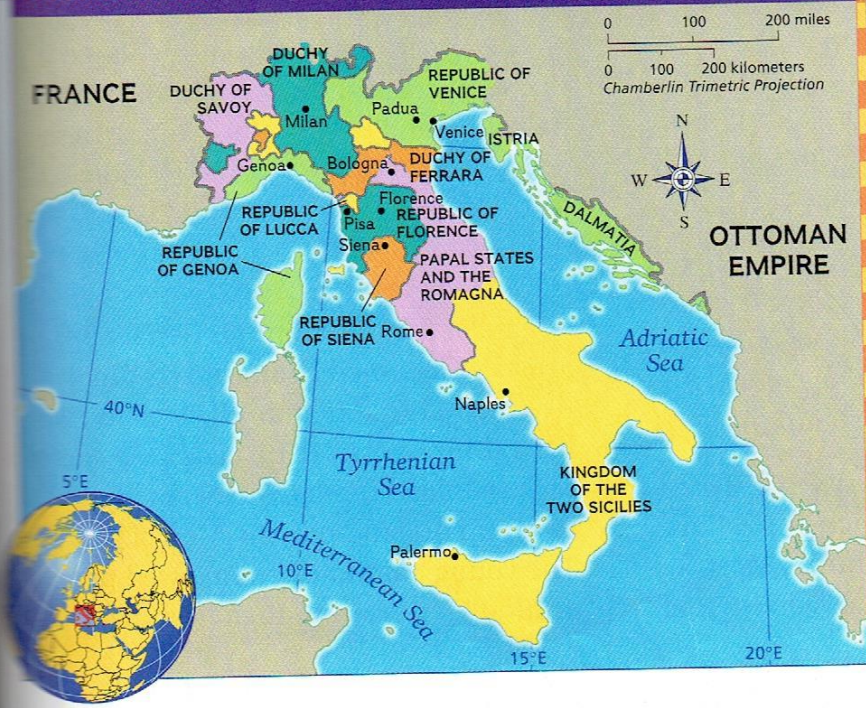 0 100 200 miles
0 100 200 kilometers
Chamberlin Trimetric Projection
FRANCE
DUCHY
OF MILAN
DUCHY OF
SAVOY
REPUBLIC OF
VENICE
Padua
Milan
Venice
ISTRIA
N
W E
S
Genoa
Bologna
DUCHY OF
FERRARA
Florence
REPUBLIC
OF LUCCA
REPUBLIC OF
FLORENCE
Pisa
DALMATIA
OTTOMAN
EMPIRE
Siena
REPUBLIC
OF GENOA
PAPAL STATES
AND THE
ROMAGNA
REPUBLIC
OF SIENA
Rome
Adriatic
Sea
40°N
Naples
Tyrrhenian
Sea
5°E
KINGDOM
OF THE
TWO SICILIES
Mediterranean Sea
Palermo
10°E
15°E
20°E